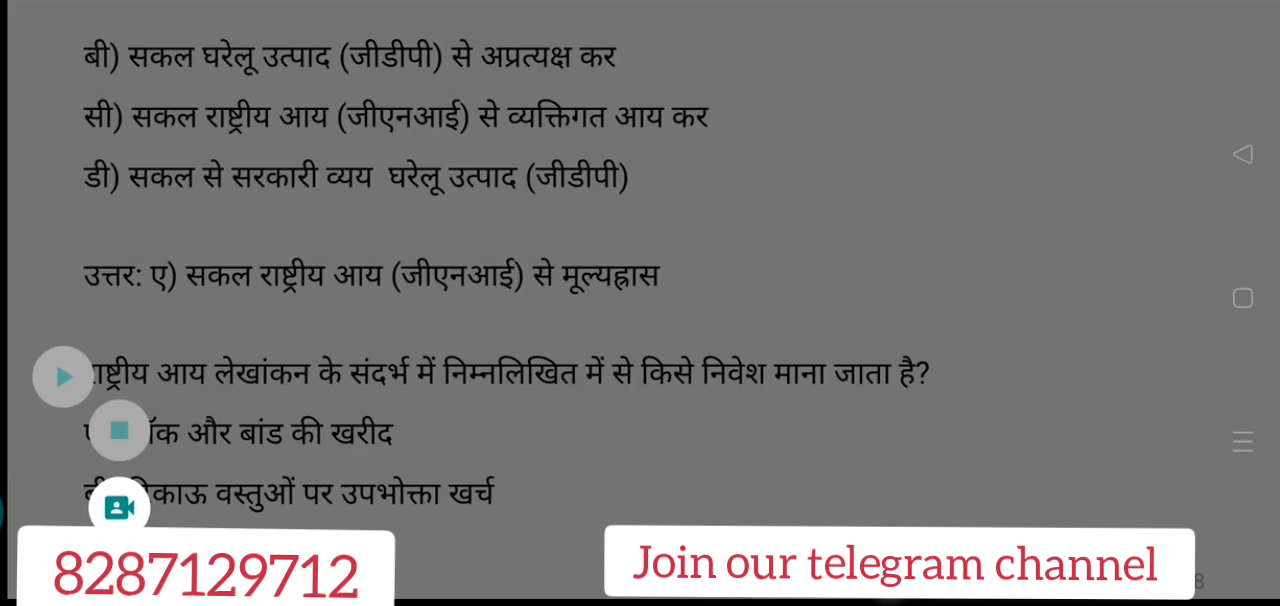 बी) सकल घरेलू उत्पाद (जीडीपी) से अप्रत्यक्ष कर
सी) सकल राष्ट्रीय आय (जीएनआई) से व्यक्तिगत आय कर
डी) सकल से सरकारी व्यय घरेलू उत्पाद (जीडीपी)
उत्तर: ए) सकल राष्ट्रीय आय (जीएनआई) से मूल्यह्रास
लेखांकन के संदर्भ में निम्नलिखित में से किसे निवेश माना जाता है?
और बांड की खरीद
वस्तुओं पर उपभोक्ता खर्च
8287129712
Join our telegram channel
8